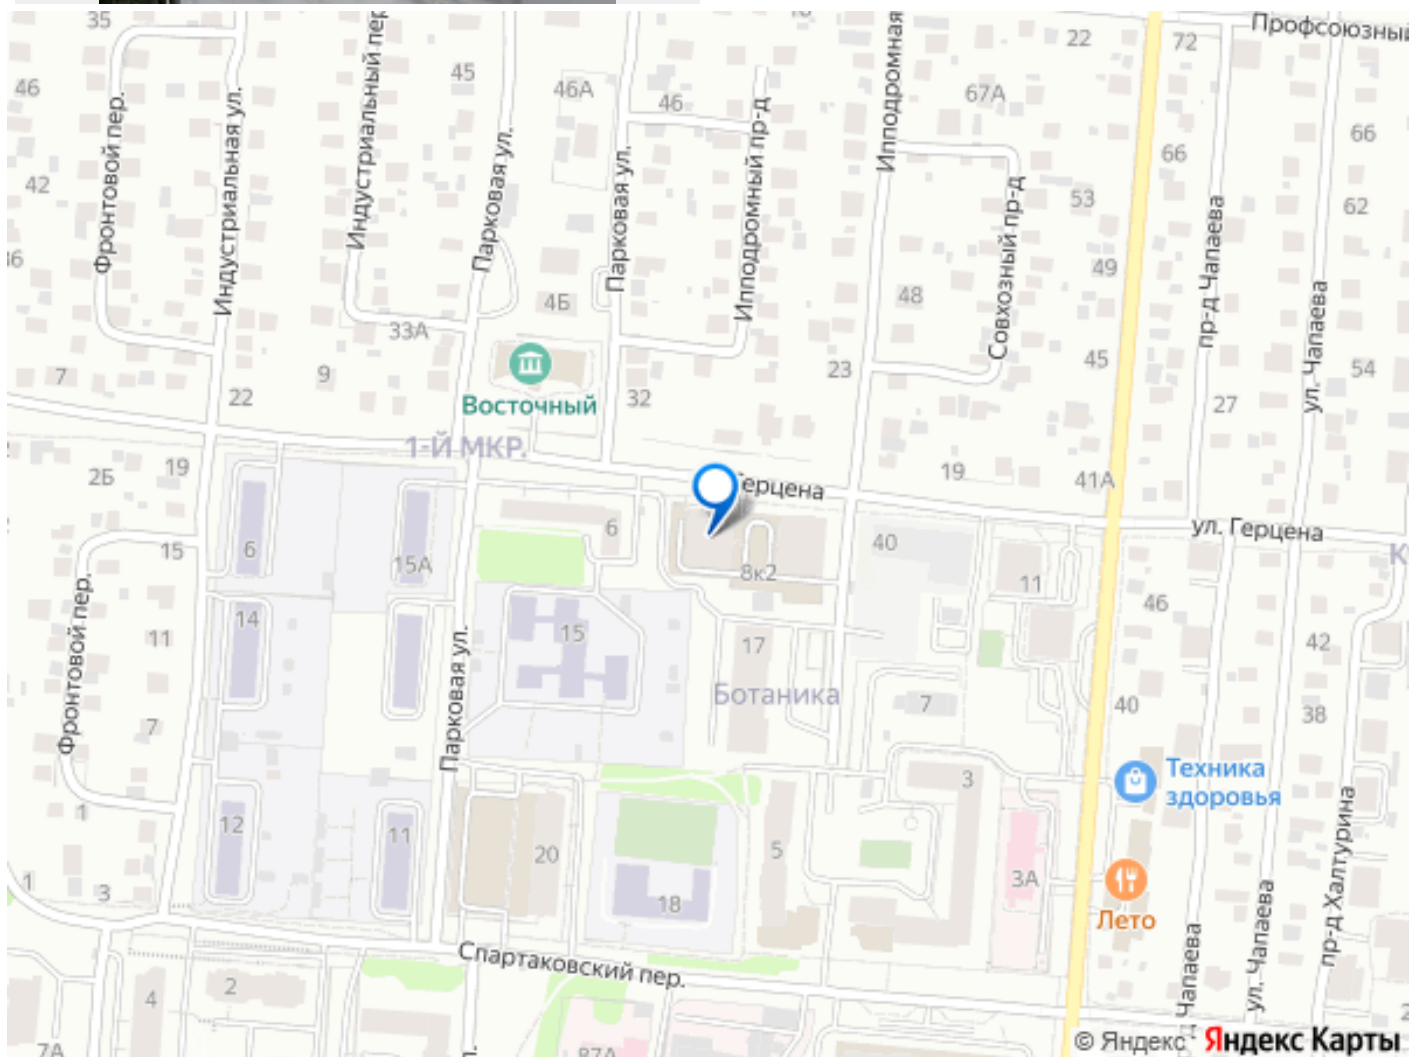 35
Профсоюзный
22
72
45
46А
46
46
67А
66
66
Фронтовой пер.
Индустриальная ул.
Индустриальный пер
Парковая ул.
Парковая ул.
Ипподромный пр-д
Ипподромная
Совхозный пр-д
пр-д Чапаева
ул. Чапаева
42
53
62
49
4Б
48
33А
45
54
7
9
22
Восточный
32
23
27
1-Й МКР.
2Б
19
19
41А
Герцена
ул. Герцена
6
6
15
15А
8к2
40
11
46
14
15
11
17
42
Ботаника
Фронтовой пер.
Парковая ул.
7
7
40
38
3
Техника
здоровья
1
12
11
20
5
18
3А
Лето
1
3
Спартаковский пер.
пр-д Халтурина
ул. Чапаева
Чапаева
4
2
7А
87А
© Яндекс Яндекс Карты